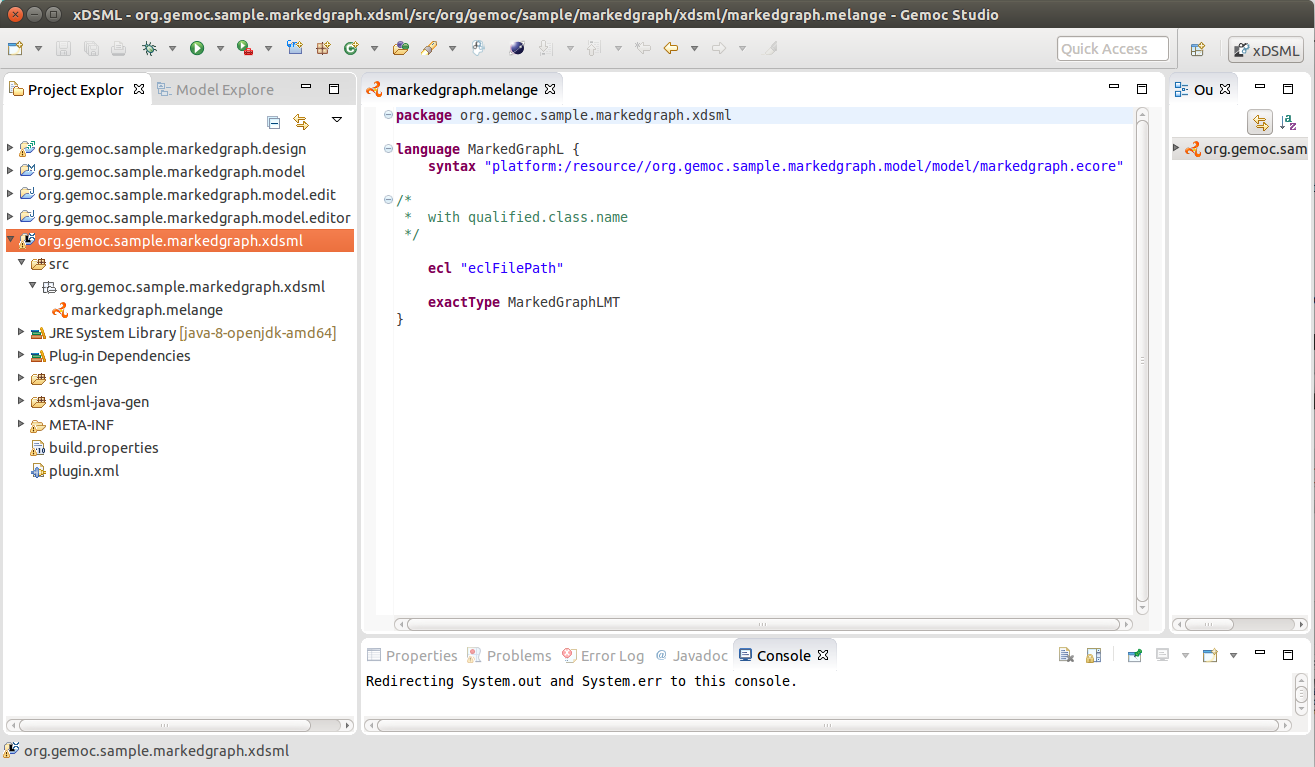 xDSML - org.gemoc.sample.markedgraph.xdsml/src/org/gemoc/sample/markedgraph/xdsml/markedgraph.melange - Gemoc Studio
Quick Access
xDSML
Project Explor
Model Explore
org.gemoc.sample.markedgraph.design
org.gemoc.sample.markedgraph.model
org.gemoc.sample.markedgraph.model.edit
org.gemoc.sample.markedgraph.model.editor
org.gemoc.sample.markedgraph.xdsml
src
org.gemoc.sample.markedgraph.xdsml
markedgraph.melange
JRE System Library [java-8-openjdk-amd64]
Plug-in Dependencies
src-gen
xdsml-java-gen
META-INF
build.properties
plugin.xml
markedgraph.melange
package org.gemoc.sample.markedgraph.xdsml
language MarkedGraphL {
syntax "platform:/resource//org.gemoc.sample.markedgraph.model/model/markedgraph.ecore"
/*
* with qualified.class.name
*/
ecl "eclFilePath"
exactType MarkedGraphLMT
}
Ou
org.gemoc.sam
Properties
Problems
Error Log
@ Javadoc
Console
Redirecting System.out and System.err to this console.
org.gemoc.sample.markedgraph.xdsml